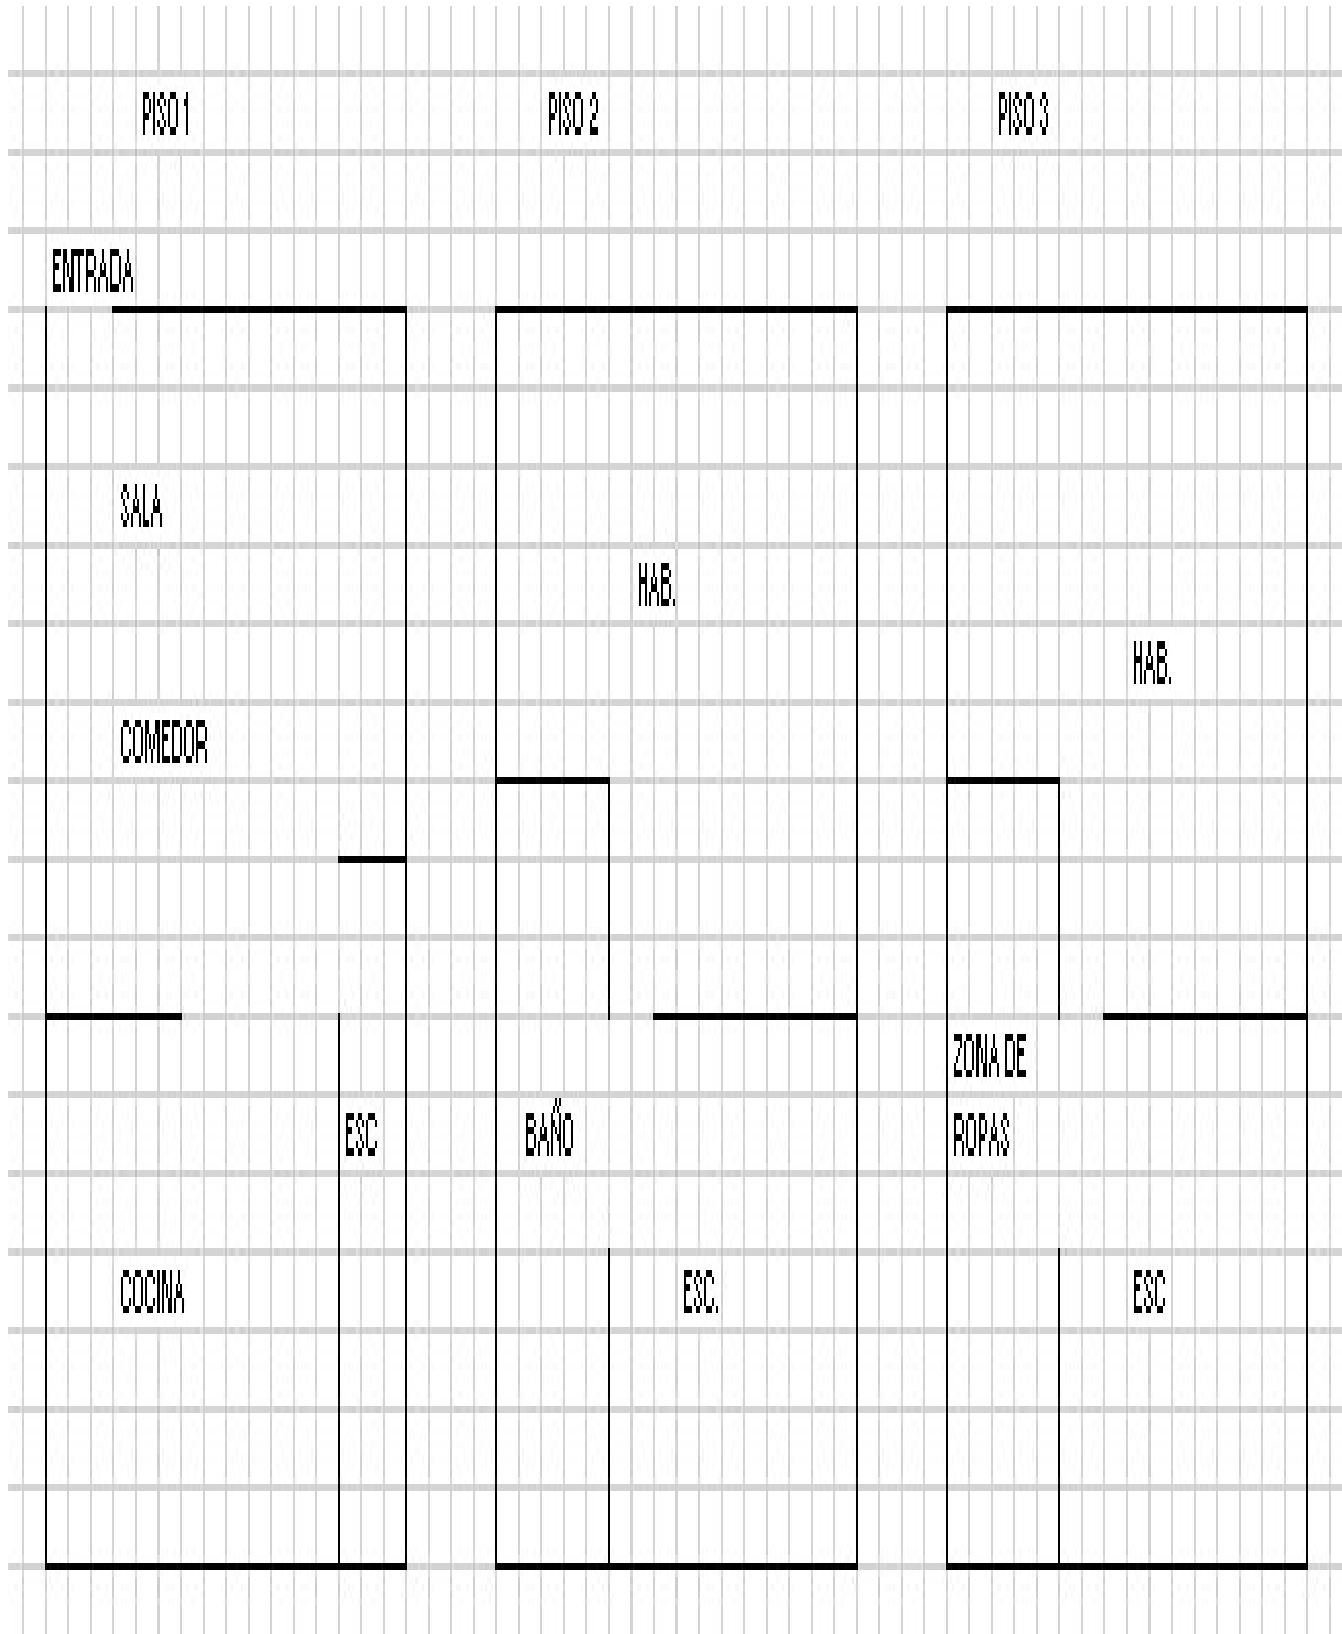 PISO 1 PISO 2 PISO 3
ENTRADA
SALA
HAB.
HAB.
COMEDOR
ZONA DE
ESC BAÑO ROPAS
COCINA ESC. ESC